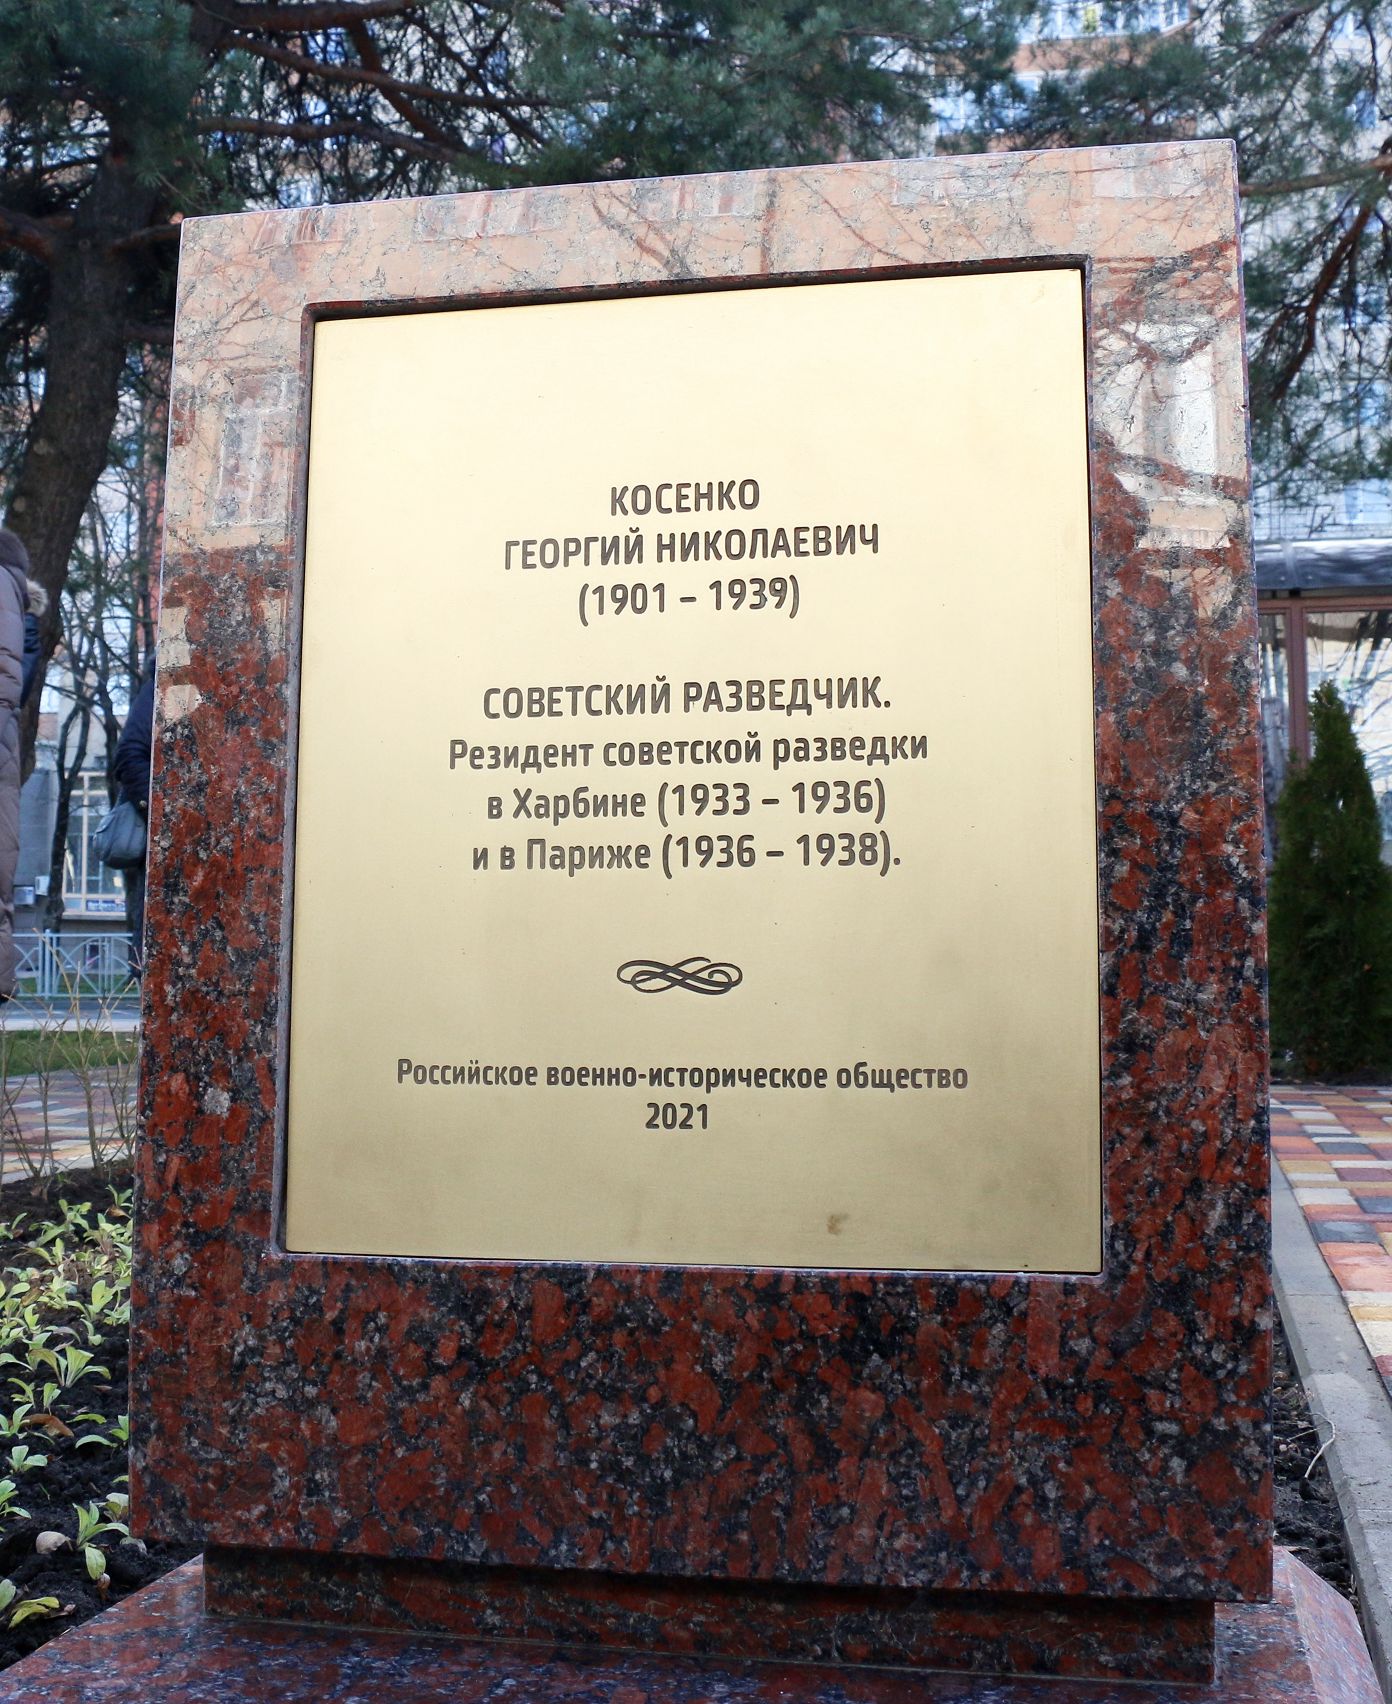 КОСЕНКО
ГЕОРГИЙ НИКОЛАЕВИЧ
(1901 – 1939)
СОВЕТСКИЙ РАЗВЕДЧИК.
Резидент советской разведки
в Харбине (1933 – 1936)
и в Париже (1936 – 1938).
Российское военно-историческое общество
2021